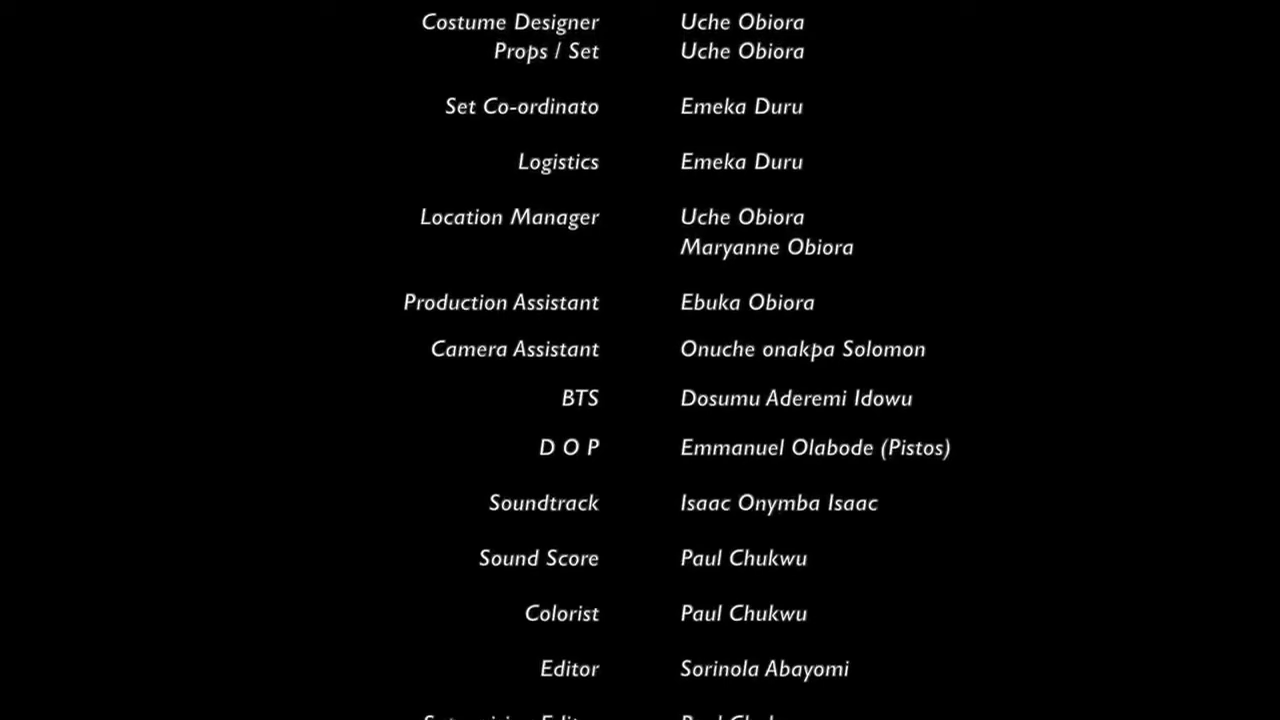 Costume Designer Uche Obiora
Props / Set Uche Obiora
Set Co-ordinato Emeka Duru
Logistics Emeka Duru
Location Manager Uche Obiora
Maryanne Obiora
Production Assistant Ebuka Obiora
Camera Assistant Onuche onakpa Solomon
BTS Dosumu Aderemi Idowu
D O P Emmanuel Olabode (Pistos)
Soundtrack Isaac Onymba Isaac
Sound Score Paul Chukwu
Colorist Paul Chukwu
Editor Sorinola Abayomi